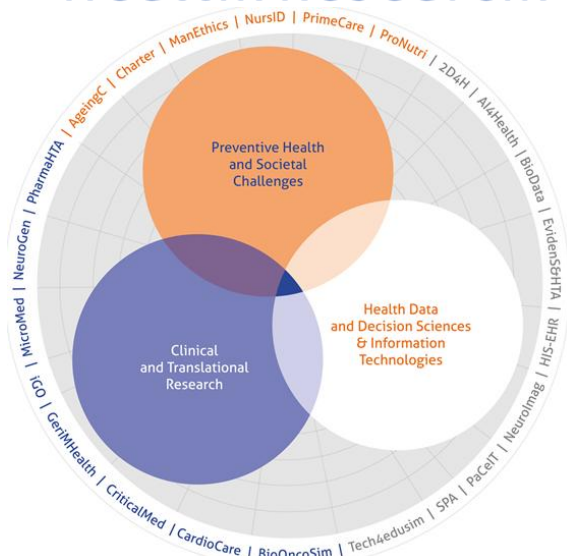 AgeingC | Charter | ManEthics | NursID | PrimeCare | ProNutri | 2D4H | AI4Health | BioData | EvidenS&HTA | HIS-EHR | NeuroImag | PaCeIT | SPA | Tech4edusim | BioOncoSim | CardioCare | CriticalMed | GeriMHealth | iGO | MicroMed | NeuroGen | PharmaHTA |
Preventive Health
and Societal
Challenges
Health Data
and Decision Sciences
& Information
Technologies
Clinical
and Translational
Research